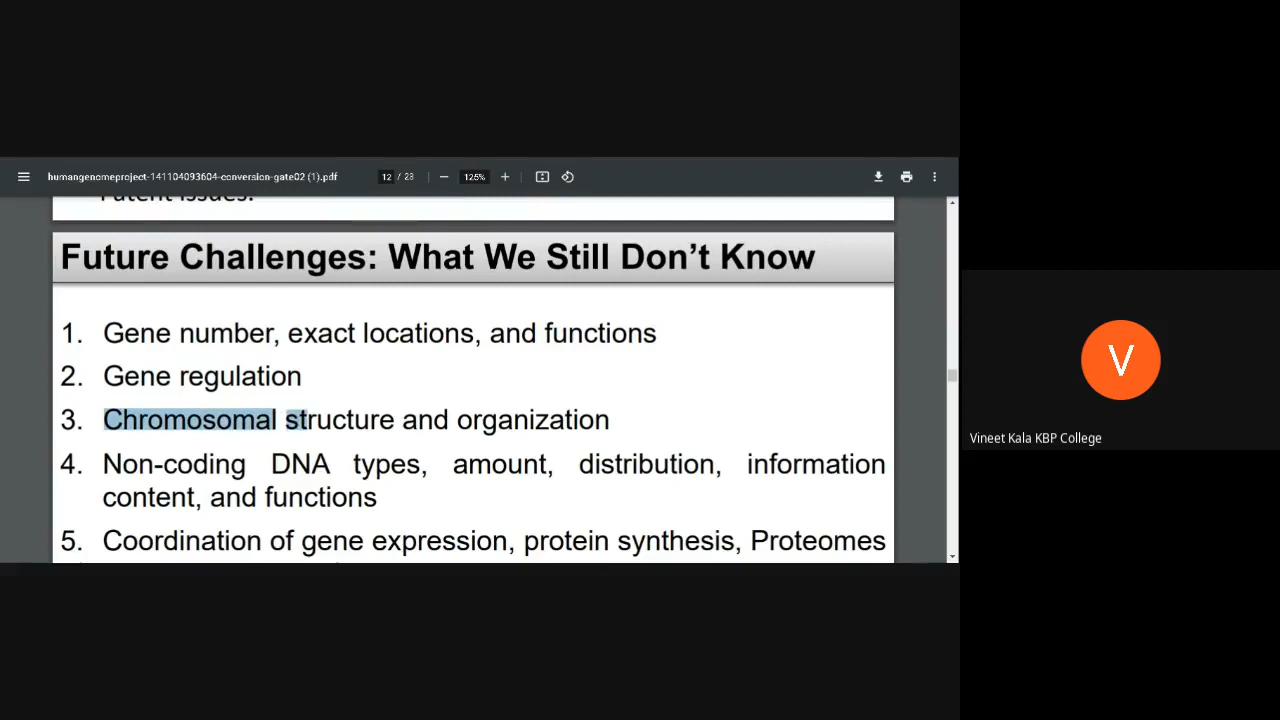 humangenomeproject-141104093604-conversion-gate02 (1).pdf
12 / 23
125%
Patent issues.
Future Challenges: What We Still Don’t Know
1. Gene number, exact locations, and functions
2. Gene regulation
3. Chromosomal structure and organization
4. Non-coding DNA types, amount, distribution, information
content, and functions
5. Coordination of gene expression, protein synthesis, Proteomes
V
Vineet Kala KBP College